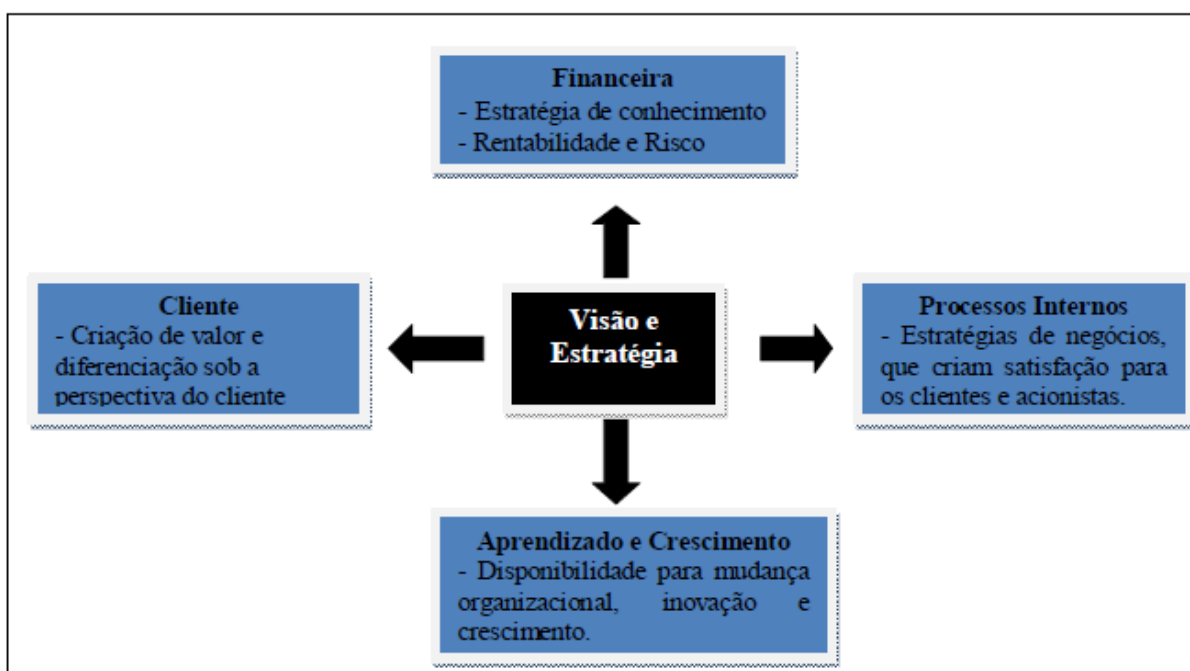 Financeira
- Estratégia de conhecimento
- Rentabilidade e Risco
Cliente
- Criação de valor e
diferenciação sob a
perspectiva do cliente
Visão e
Estratégia
Processos Internos
- Estratégias de negócios,
que criam satisfação para
os clientes e acionistas.
Aprendizado e Crescimento
- Disponibilidade para mudança
organizacional, inovação e
crescimento.